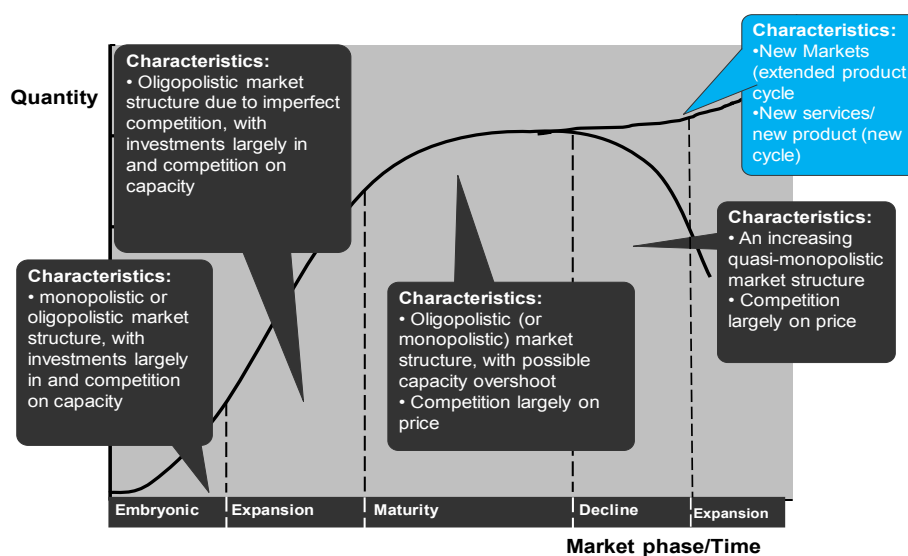 Quantity
Characteristics:
• Oligopolistic market
structure due to imperfect
competition, with
investments largely in
in and competition on
capacity
Characteristics:
•New Markets
(extended product
cycle
•New services/
new product (new
cycle)
Characteristics:
• monopolistic or
oligopolistic market
structure, with
investments largely
in and competition
on capacity
Characteristics:
• Oligopolistic (or
monopolistic) market
structure, with possible
capacity overshoot
• Competition largely on
price
Characteristics:
• An increasing
quasi-monopolistic
market structure
• Competition
largely on price
Embryonic
Expansion
Maturity
Decline
Expansion
Market phase/Time